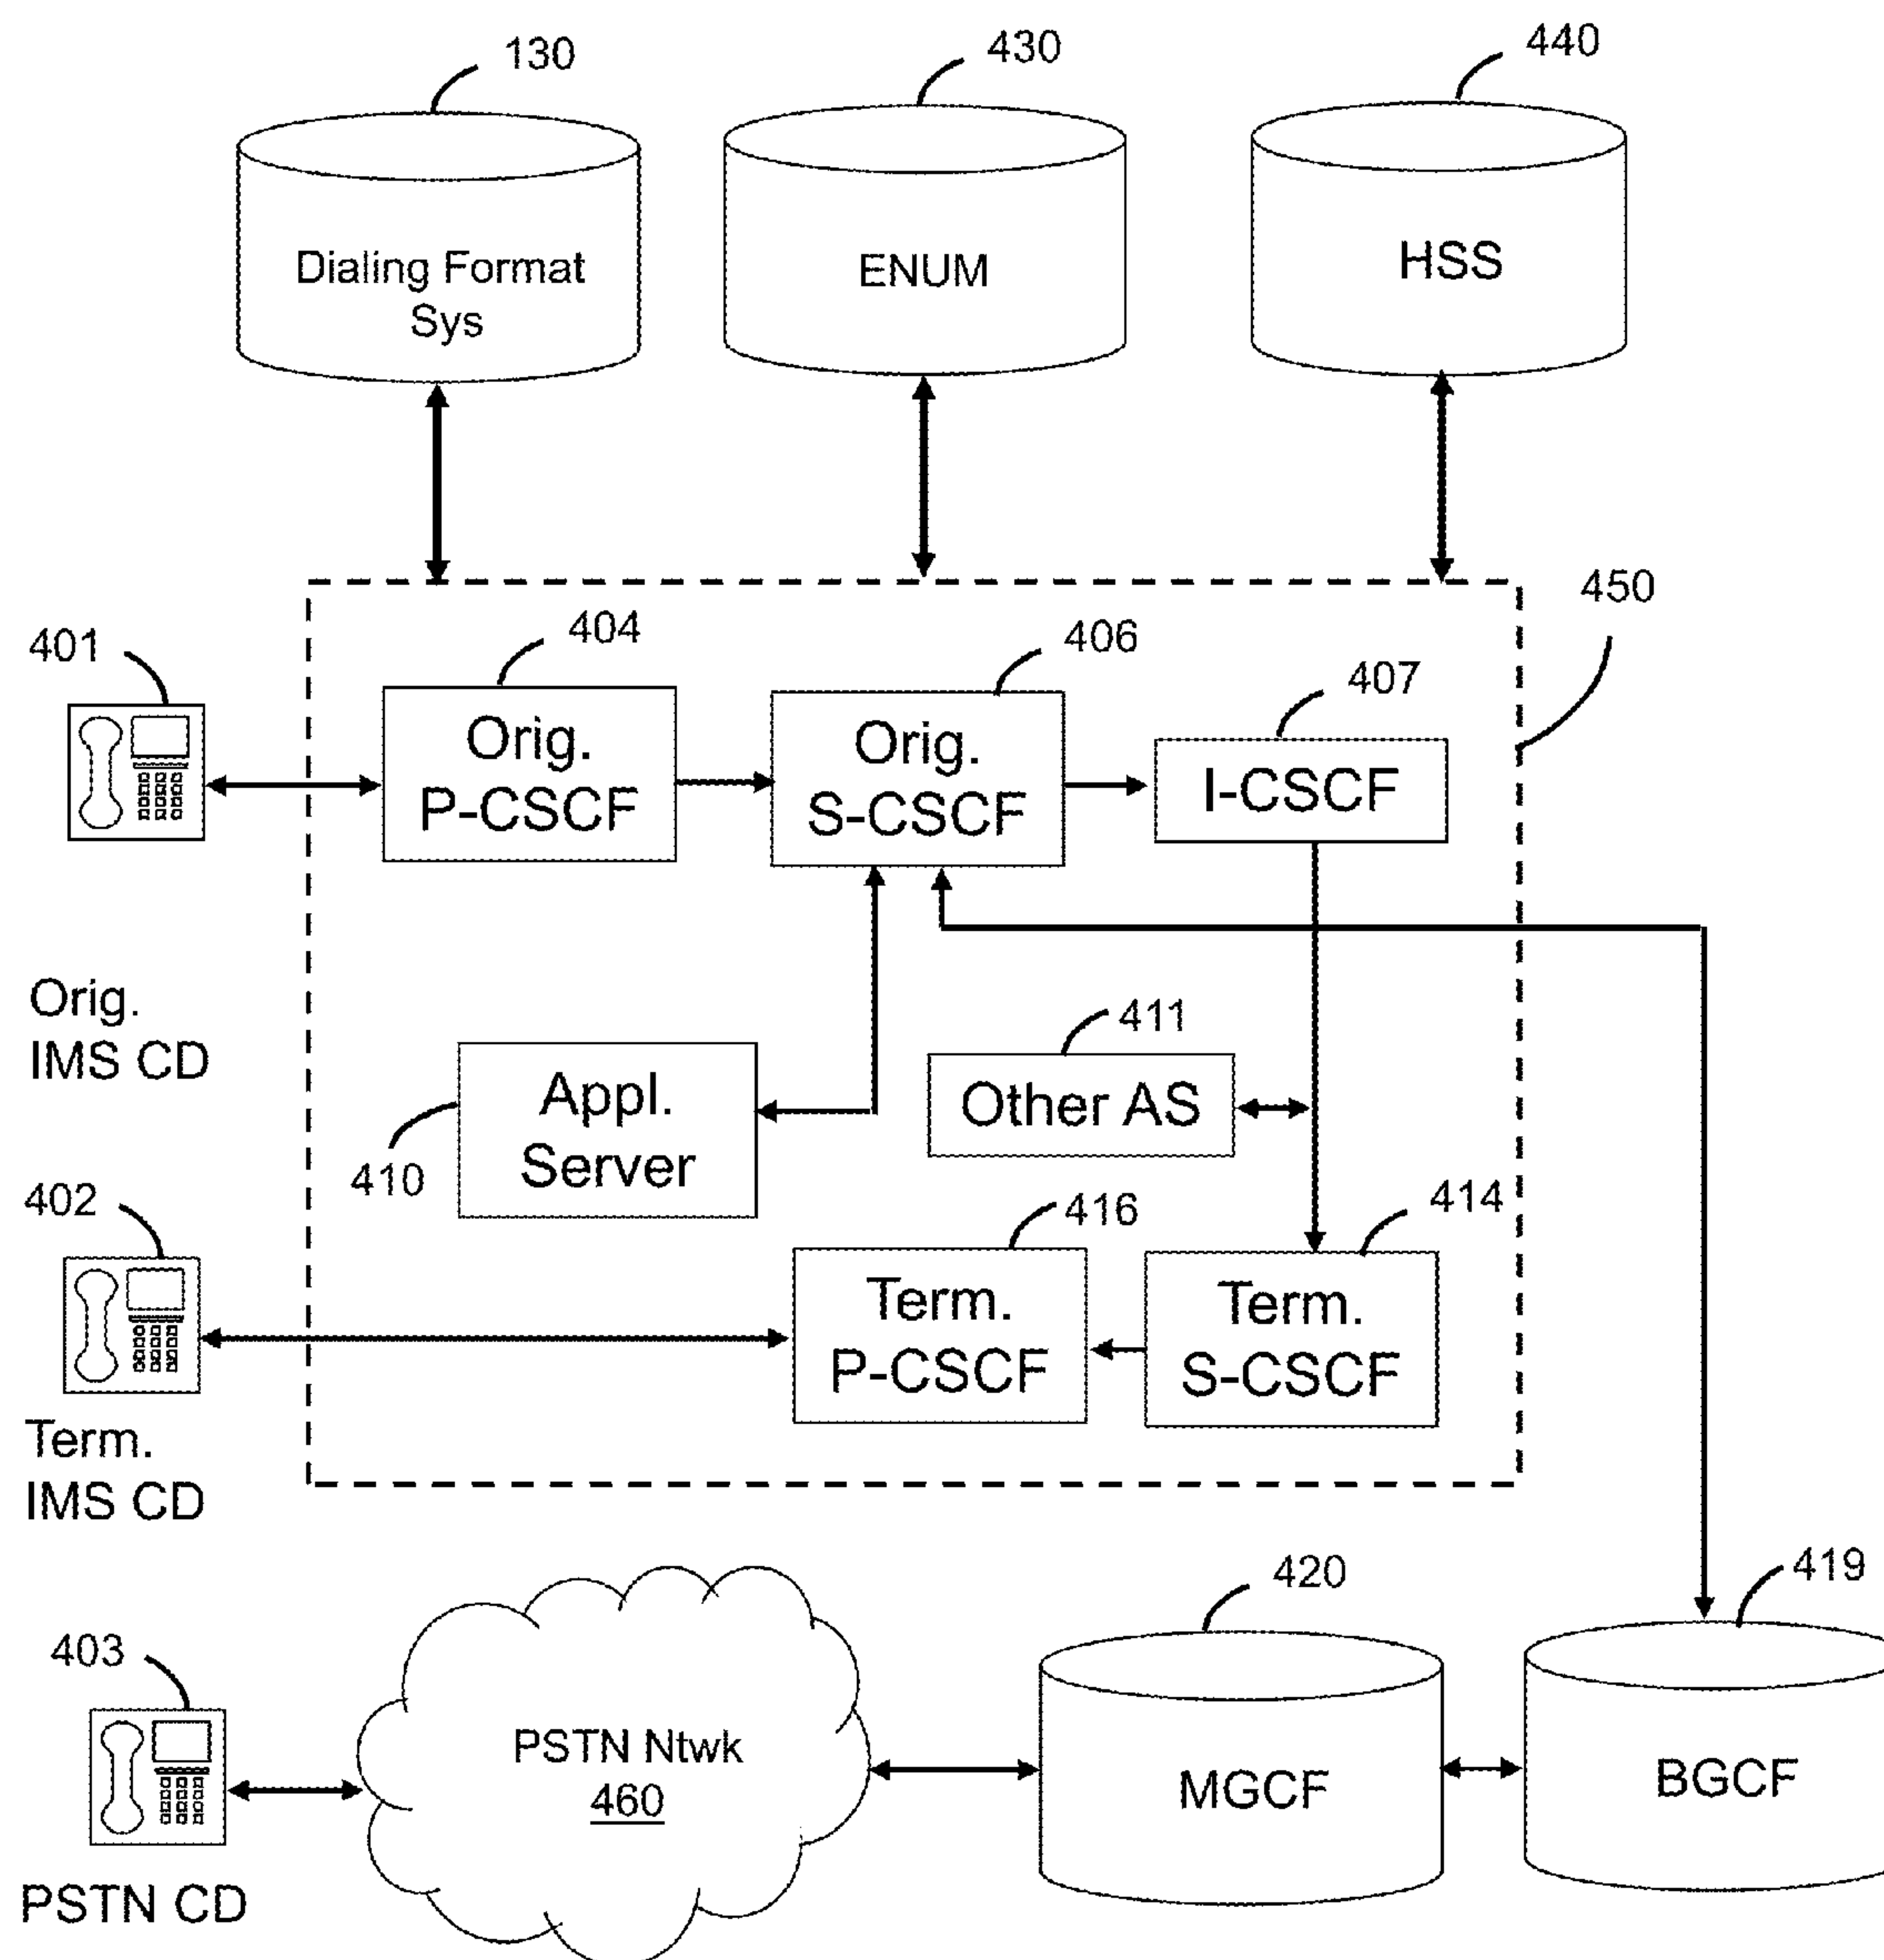 130
430
440
Dialing Format
Sys
ENUM
HSS
450
401
404
406
407
Orig.
P-CSCF
Orig.
S-CSCF
I-CSCF
Orig.
IMS CD
411
Appl.
Server
Other AS
410
402
416
414
Term.
P-CSCF
Term.
S-CSCF
Term.
IMS CD
420
419
403
PSTN Ntwk
460
MGCF
BGCF
PSTN CD